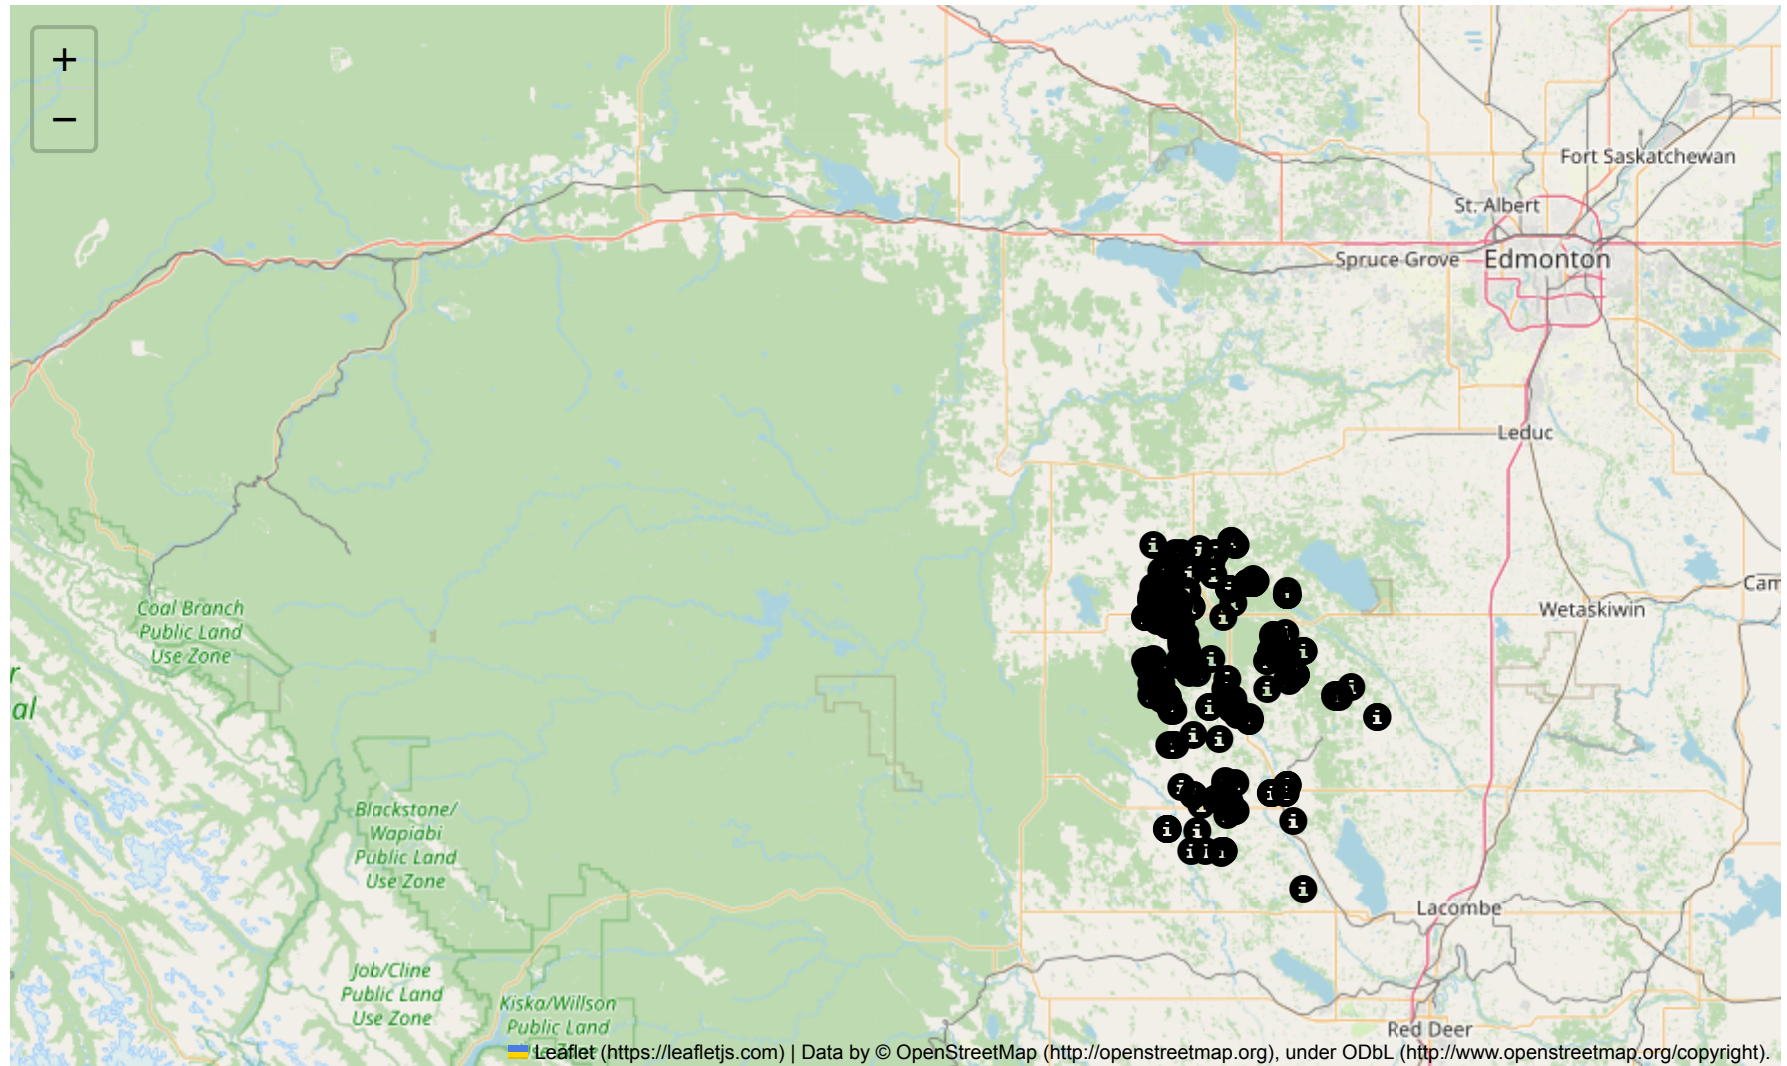 +
−
Fort Saskatchewan
St. Albert
Spruce Grove
Edmonton
Leduc
Wetaskiwin
Cam
Coal Branch
Public Land
Use Zone
r
al
Blackstone/
Wapiabi
Public Land
Use Zone
Lacombe
Job/Cline
Public Land
Use Zone
Kiska/Willson
Public Land
Red Deer
Leaflet (https://leafletjs.com) | Data by © OpenStreetMap (http://openstreetmap.org), under ODbL (http://www.openstreetmap.org/copyright).